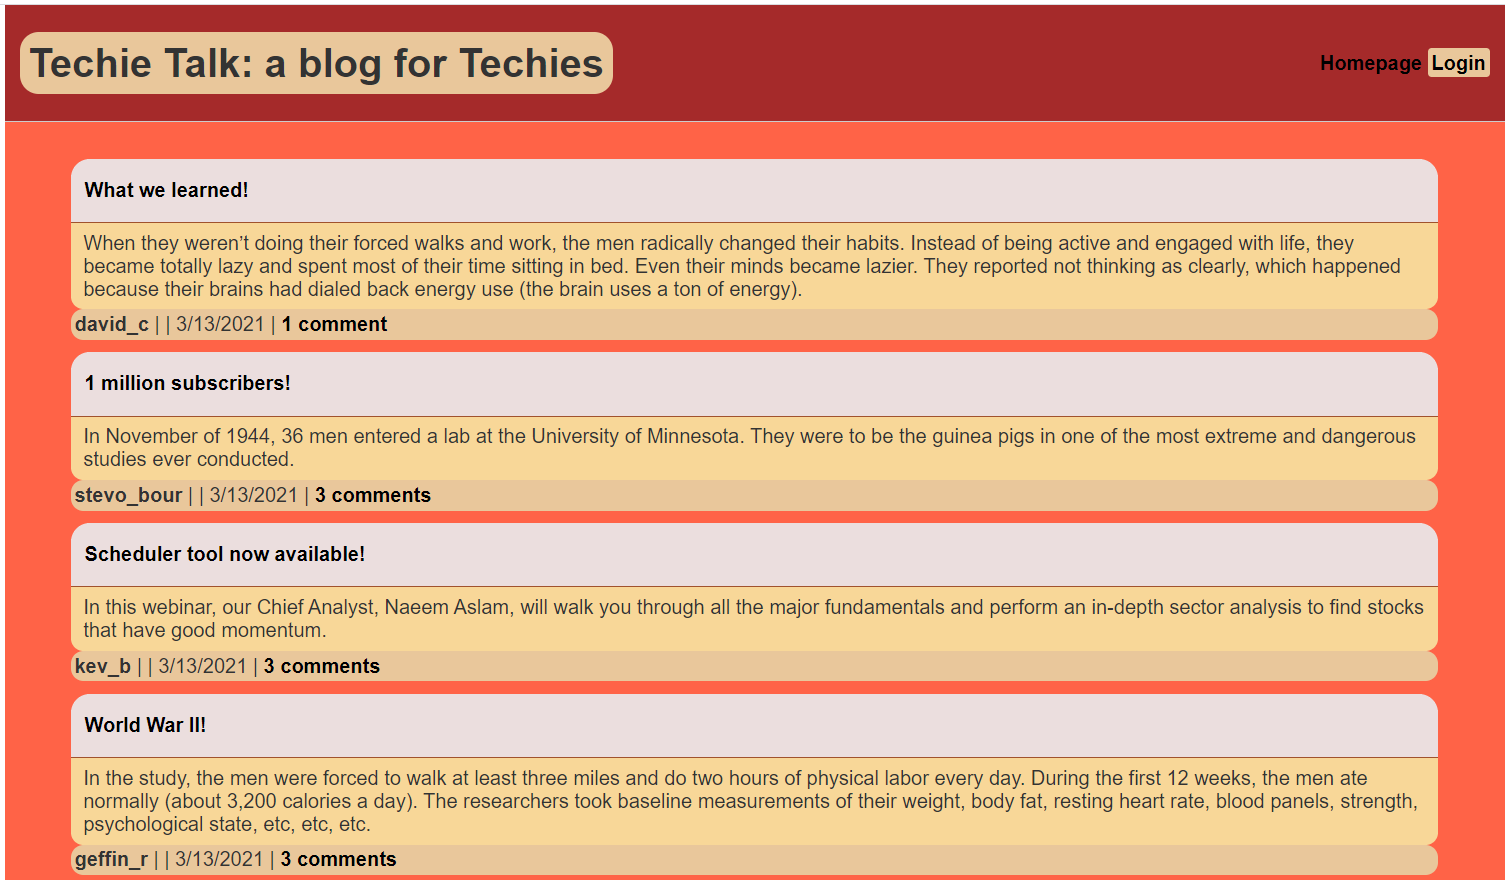 Techie Talk: a blog for Techies
Homepage Login
What we learned!
When they weren’t doing their forced walks and work, the men radically changed their habits. Instead of being active and engaged with life, they
became totally lazy and spent most of their time sitting in bed. Even their minds became lazier. They reported not thinking as clearly, which happened
because their brains had dialed back energy use (the brain uses a ton of energy).
david_c | | 3/13/2021 | 1 comment
1 million subscribers!
In November of 1944, 36 men entered a lab at the University of Minnesota. They were to be the guinea pigs in one of the most extreme and dangerous
studies ever conducted.
stevo_bour | | 3/13/2021 | 3 comments
Scheduler tool now available!
In this webinar, our Chief Analyst, Naeem Aslam, will walk you through all the major fundamentals and perform an in-depth sector analysis to find stocks
that have good momentum.
kev_b | | 3/13/2021 | 3 comments
World War II!
In the study, the men were forced to walk at least three miles and do two hours of physical labor every day. During the first 12 weeks, the men ate
normally (about 3,200 calories a day). The researchers took baseline measurements of their weight, body fat, resting heart rate, blood panels, strength,
psychological state, etc, etc, etc.
geffin_r | | 3/13/2021 | 3 comments